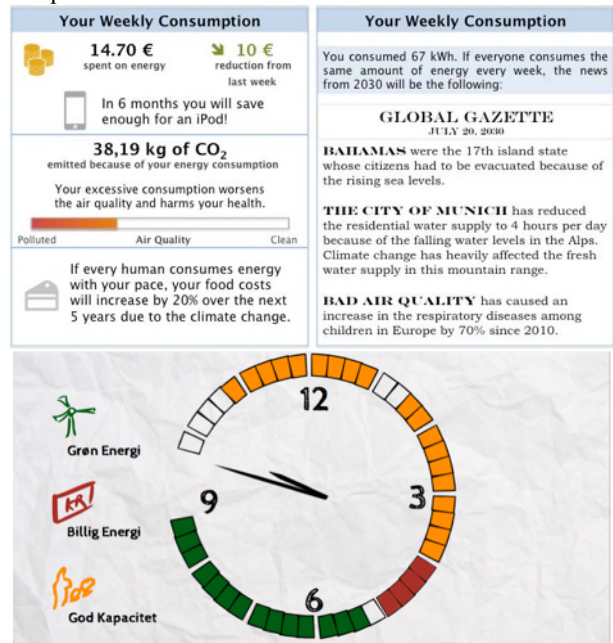 Your Weekly Consumption
14.70 €
spent on energy
10 €
reduction from
last week
In 6 months you will save
enough for an iPod!
38,19 kg of CO2
emitted because of your energy consumption
Your excessive consumption worsens
the air quality and harms your health.
Polluted Air Quality Clean
If every human consumes energy
with your pace, your food costs
will increase by 20% over the next
5 years due to the climate change.
Your Weekly Consumption
You consumed 67 kWh. If everyone consumes the
same amount of energy every week, the news
from 2030 will be the following:
GLOBAL GAZETTE
JULY 20, 2030
BAHAMAS were the 17th island state
whose citizens had to be evacuated because of
the rising sea levels.
THE CITY OF MUNICH has reduced
the residential water supply to 4 hours per day
because of the falling water levels in the Alps.
Climate change has heavily affected the fresh
water supply in this mountain range.
BAD AIR QUALITY has caused an
increase in the respiratory diseases among
children in Europe by 70% since 2010.
Grøn Energi
KR!
Billig Energi
God Kapacitet
12
3
6
9